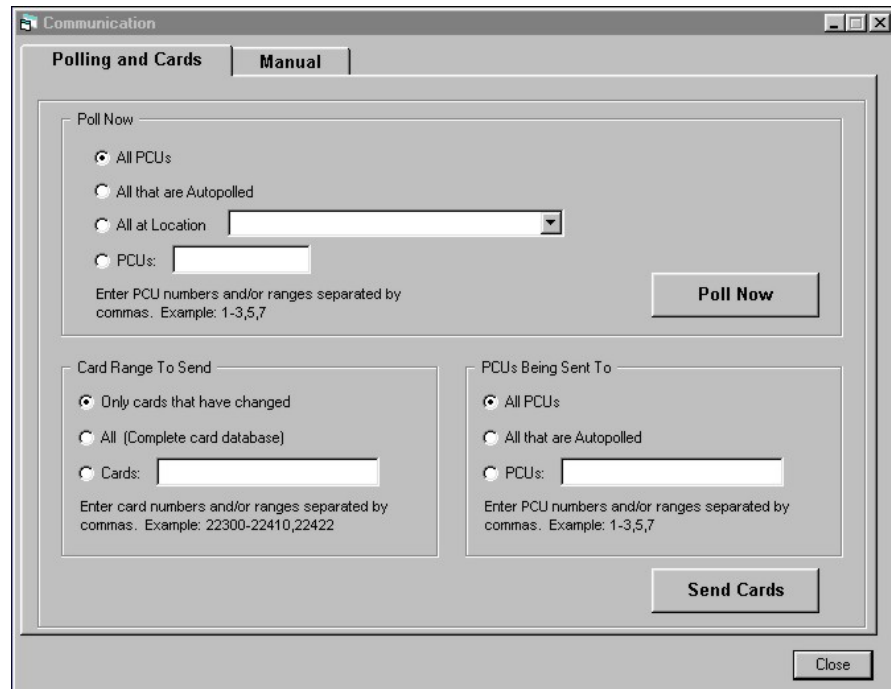 Communication
Polling and Cards
Manual
Poll Now
All PCUs
All that are Autopolled
All at Location
PCUs:
Enter PCU numbers and/or ranges separated by
commas. Example: 1-3,5,7
Poll Now
Card Range To Send
Only cards that have changed
All (Complete card database)
Cards:
Enter card numbers and/or ranges separated by
commas. Example: 22300-22410,22422
PCUs Being Sent To
All PCUs
All that are Autopolled
PCUs:
Enter PCU numbers and/or ranges separated by
commas. Example: 1-3,5,7
Send Cards
Close